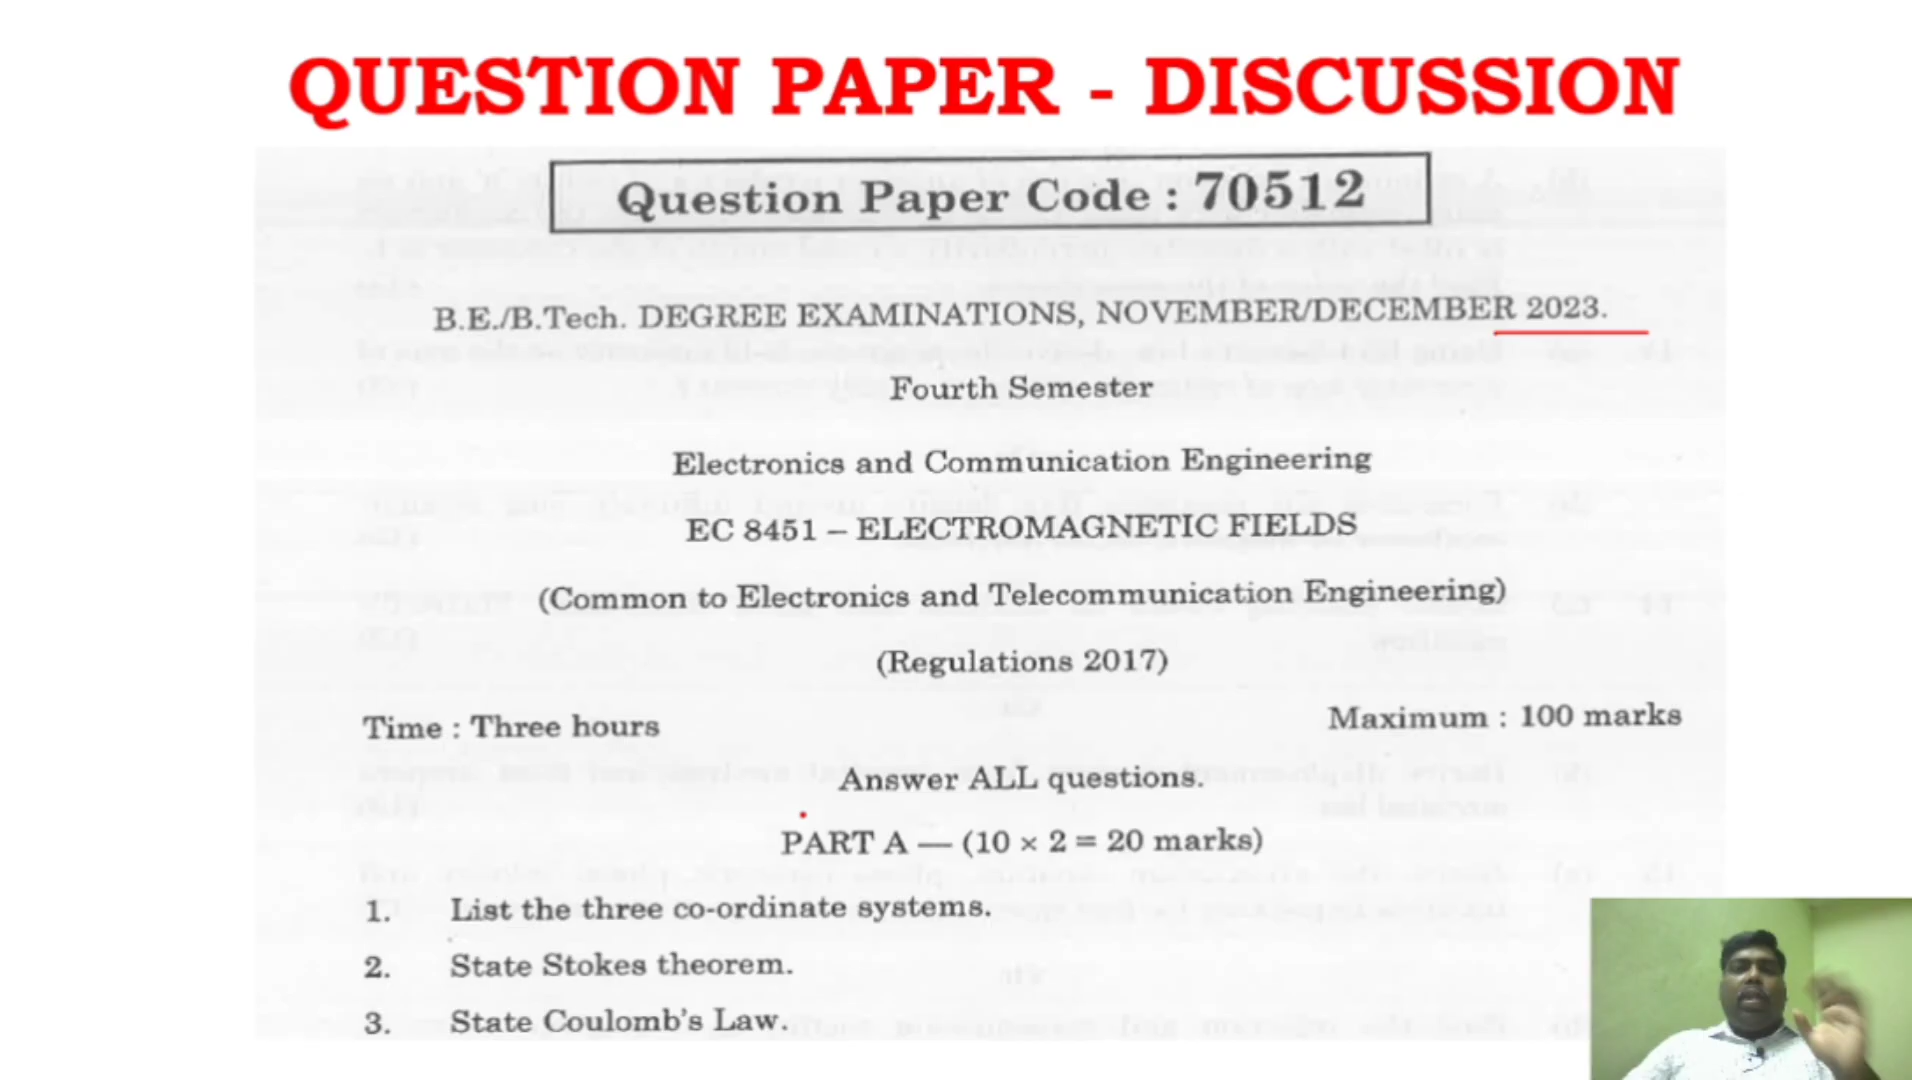 QUESTION PAPER - DISCUSSION
Question Paper Code : 70512
B.E./B.Tech. DEGREE EXAMINATIONS, NOVEMBER/DECEMBER 2023.
Fourth Semester
Electronics and Communication Engineering
EC 8451 – ELECTROMAGNETIC FIELDS
(Common to Electronics and Telecommunication Engineering)
(Regulations 2017)
Time : Three hours Maximum : 100 marks
Answer ALL questions.
PART A — (10 × 2 = 20 marks)
1. List the three co-ordinate systems.
2. State Stokes theorem.
3. State Coulomb's Law.